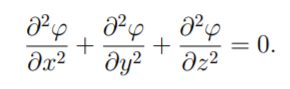 ∂²φ/∂x² + ∂²φ/∂y² + ∂²φ/∂z² = 0.